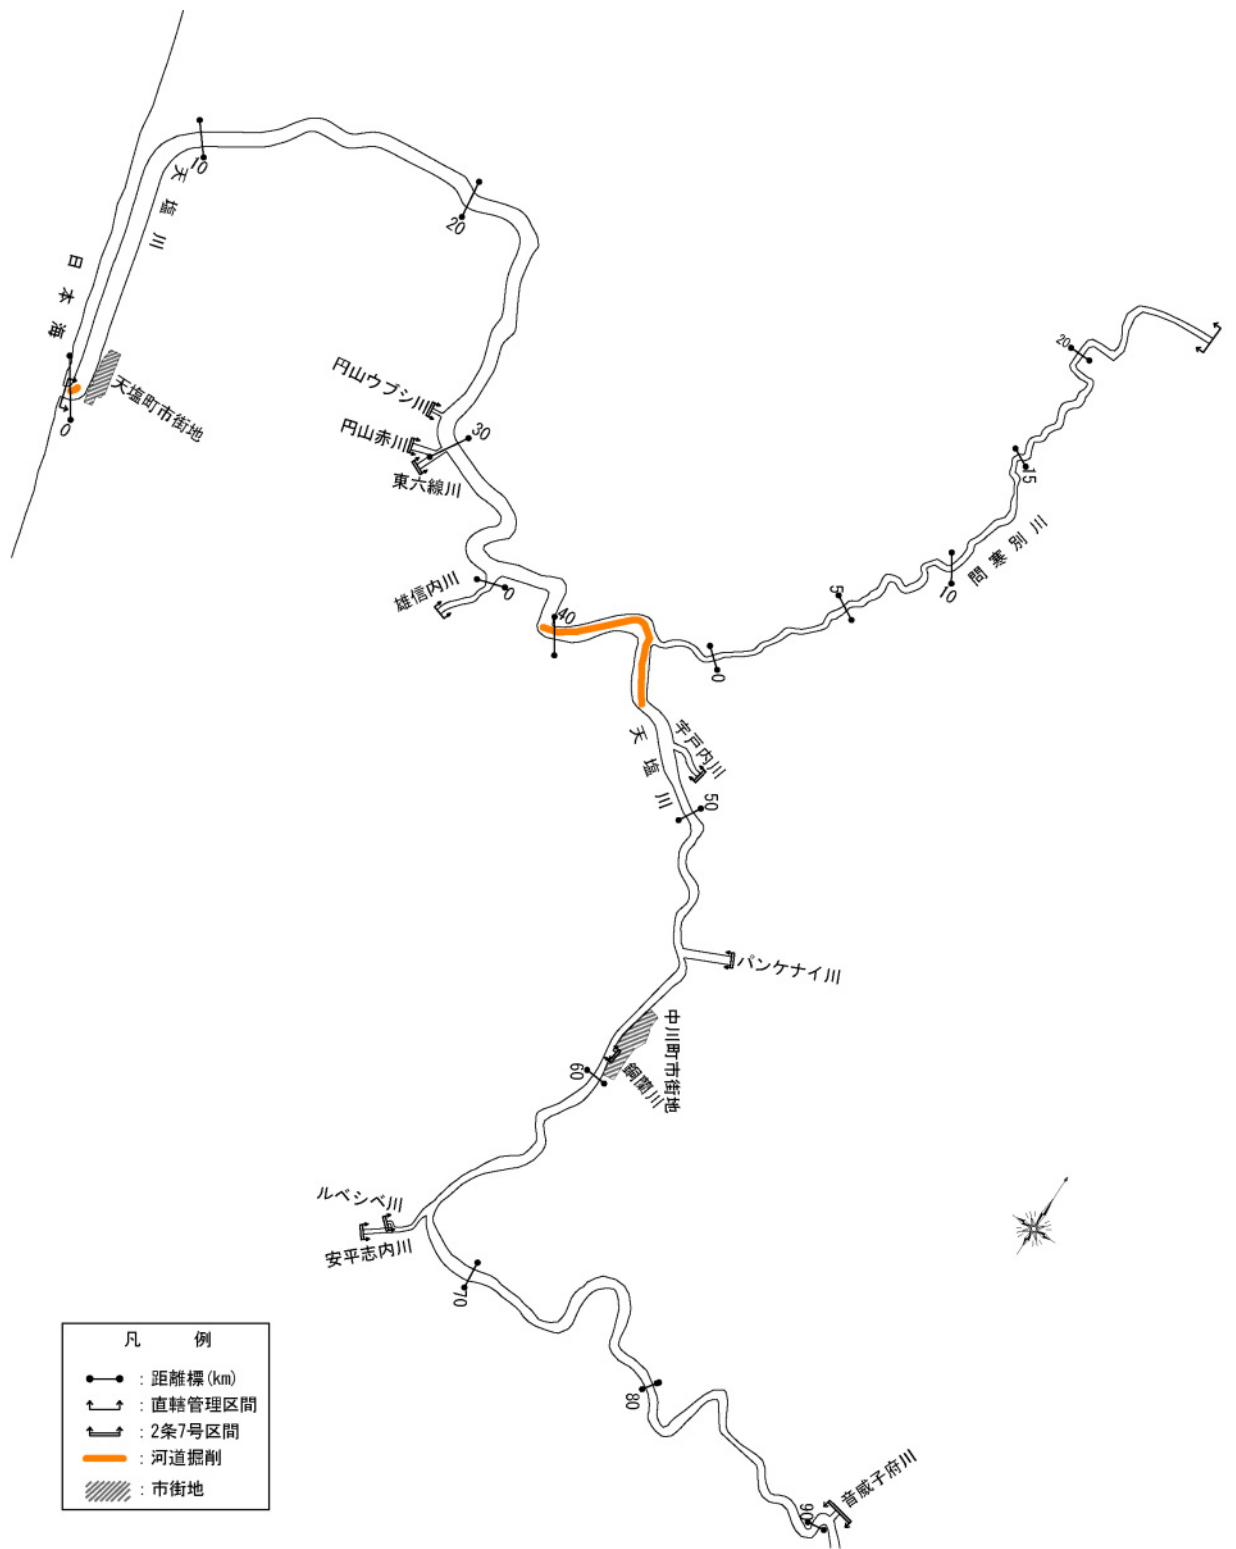 10
天塩川
20
日本海
天塩町市街地
0
円山ウブシ川
円山赤川
30
東六線川
20
15
問寒別川
10
5
0
雄信内川
0
40
宇戸内川
天塩川
50
パンケナイ川
中川町市街地
60
銅蘭川
ルベシベ川
安平志内川
70
80
90
音威子府川
凡 例
：距離標(km)
：直轄管理区間
：2条7号区間
：河道掘削
：市街地